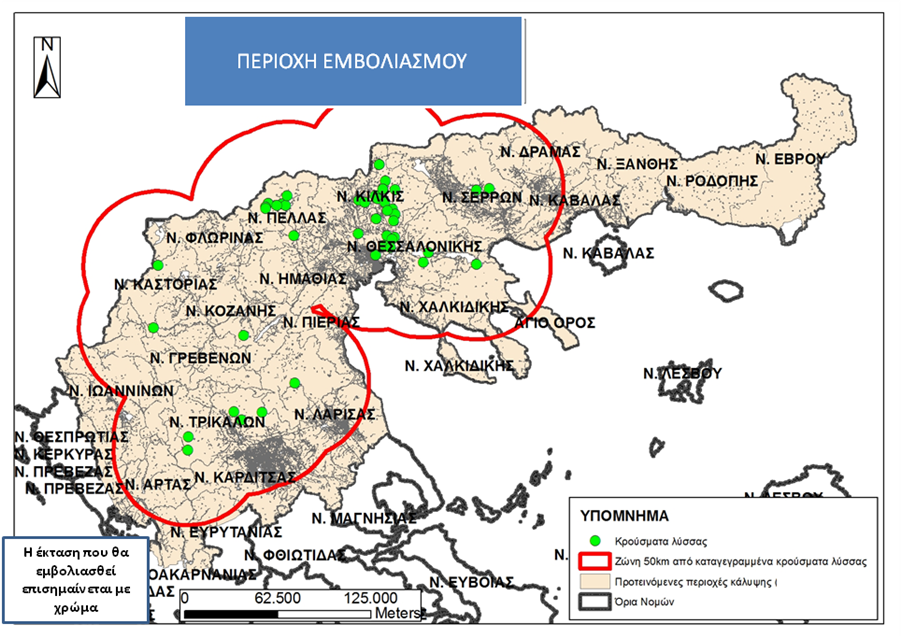 ΠΕΡΙΟΧΗ ΕΜΒΟΛΙΑΣΜΟΥ
N
Ν. ΔΡΑΜΑΣ
Ν. ΞΑΝΘΗΣ
Ν. ΕΒΡΟΥ
Ν. ΡΟΔΟΠΗΣ
Ν. ΚΙΛΚΙΣ
Ν. ΣΕΡΡΩΝ
Ν. ΚΑΒΑΛΑΣ
Ν. ΠΕΛΛΑΣ
Ν. ΦΛΩΡΙΝΑΣ
Ν. ΘΕΣΣΑΛΟΝΙΚΗΣ
Ν. ΚΑΒΑΛΑΣ
Ν. ΚΑΣΤΟΡΙΑΣ
Ν. ΗΜΑΘΙΑΣ
Ν. ΚΟΖΑΝΗΣ
Ν. ΧΑΛΚΙΔΙΚΗΣ
Ν. ΠΙΕΡΙΑΣ
ΑΓΙΟ ΟΡΟΣ
Ν. ΓΡΕΒΕΝΩΝ
Ν. ΧΑΛΚΙΔΙΚΗΣ
Ν. ΛΕΣΒΟΥ
Ν. ΙΩΑΝΝΙΝΩΝ
Ν. ΤΡΙΚΑΛΩΝ
Ν. ΛΑΡΙΣΑΣ
Ν. ΘΕΣΠΡΩΤΙΑΣ
Ν. ΚΕΡΚΥΡΑΣ
Ν. ΠΡΕΒΕΖΑΣ
Ν. ΠΡΕΒΕΖΑΣ
Ν. ΑΡΤΑΣ
Ν. ΚΑΡΔΙΤΣΑΣ
Ν. ΛΕΣΒΟΥ
Ν. ΜΑΓΝΗΣΙΑΣ
Ν. ΕΥΡΥΤΑΝΙΑΣ
Ν. ΦΘΙΩΤΙΔΑΣ
Ν.
ΟΑΚΑΡΝΑΝΙΑΣ
Ν. ΕΥΒΟΙΑΣ
ΔΑΣ
Η έκταση που θα
εμβολιασθεί
επισημαίνεται με
χρώμα
0 62.500 125.000
Meters
ΥΠΟΜΝΗΜΑ
Κρούσματα λύσσας
Ζώνη 50km από καταγεγραμμένα κρούσματα λύσσας
Προτεινόμενες περιοχές κάλυψης (
Όρια Νομών